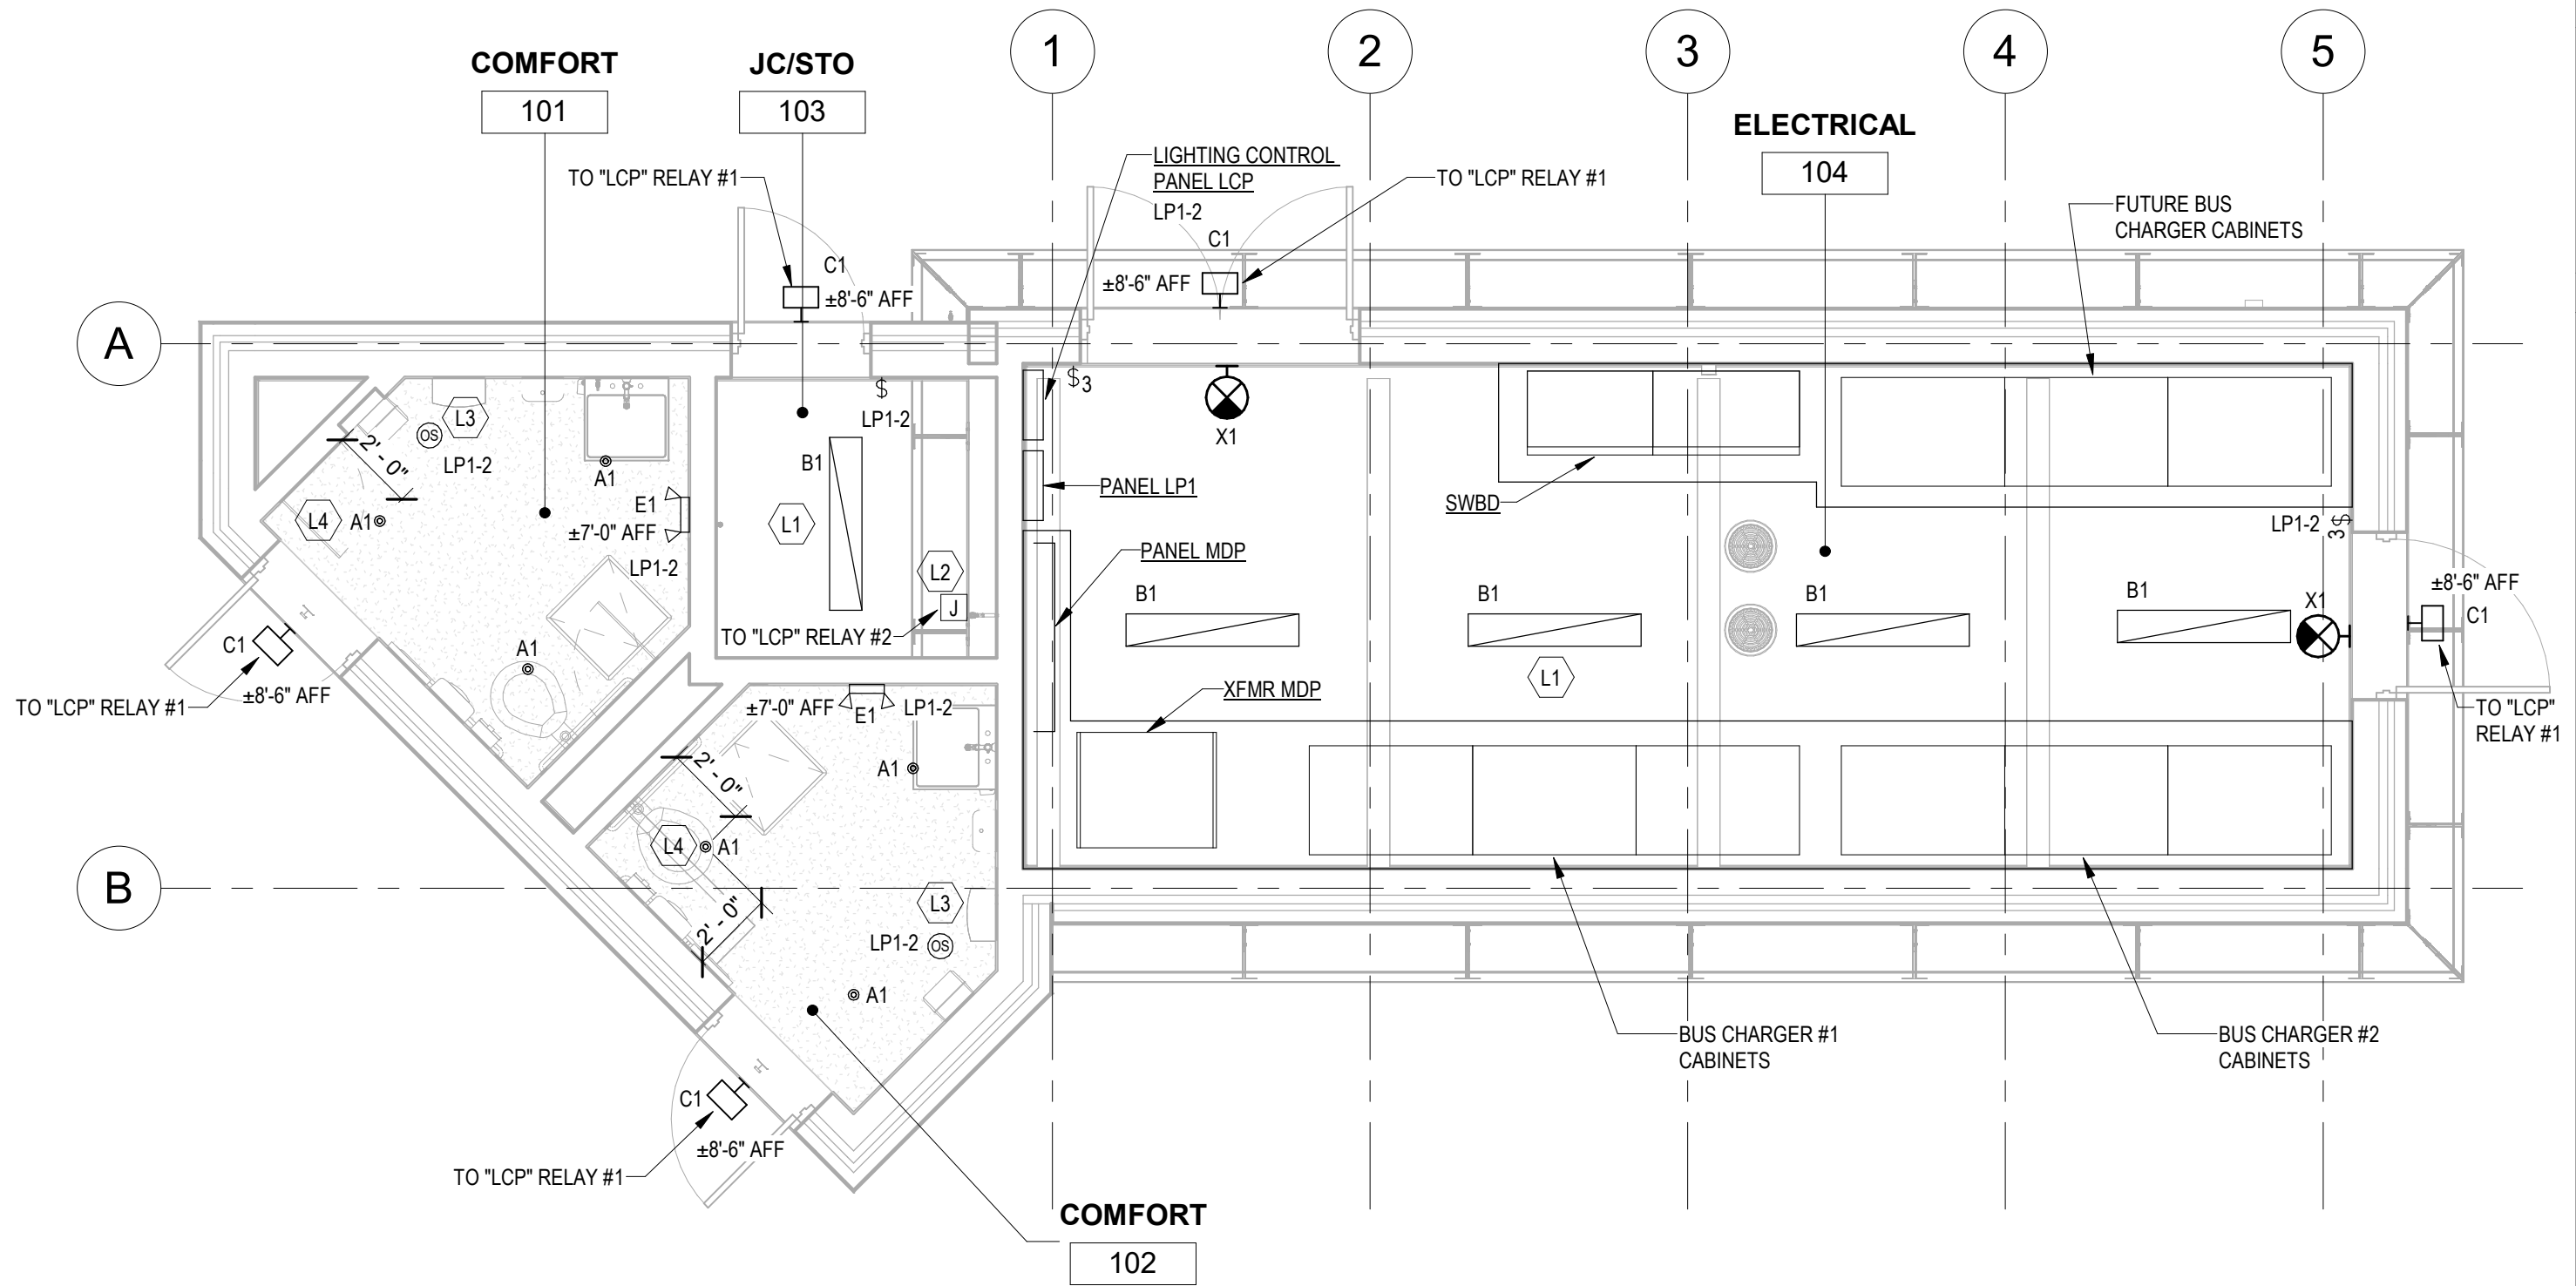 1
2
3
4
5
COMFORT
101
JC/STO
103
ELECTRICAL
104
LIGHTING CONTROL
PANEL LCP
LP1-2
TO "LCP" RELAY #1
TO "LCP" RELAY #1
FUTURE BUS
CHARGER CABINETS
C1
±8'-6" AFF
C1
±8'-6" AFF
A
$
LP1-2
$3
X1
L3
OS
LP1-2
2' - 0"
A1
L4
A1
E1
±7'-0" AFF
LP1-2
B1
L1
PANEL LP1
SWBD
LP1-2
3$
L2
J
TO "LCP" RELAY #2
PANEL MDP
B1
B1
B1
B1
X1
±8'-6" AFF
C1
TO "LCP"
RELAY #1
C1
±8'-6" AFF
TO "LCP" RELAY #1
A1
L1
XFMR MDP
±7'-0" AFF
E1
LP1-2
2' - 0"
A1
L4
A1
B
2' - 0"
L3
LP1-2
OS
A1
C1
±8'-6" AFF
TO "LCP" RELAY #1
BUS CHARGER #1
CABINETS
BUS CHARGER #2
CABINETS
COMFORT
102